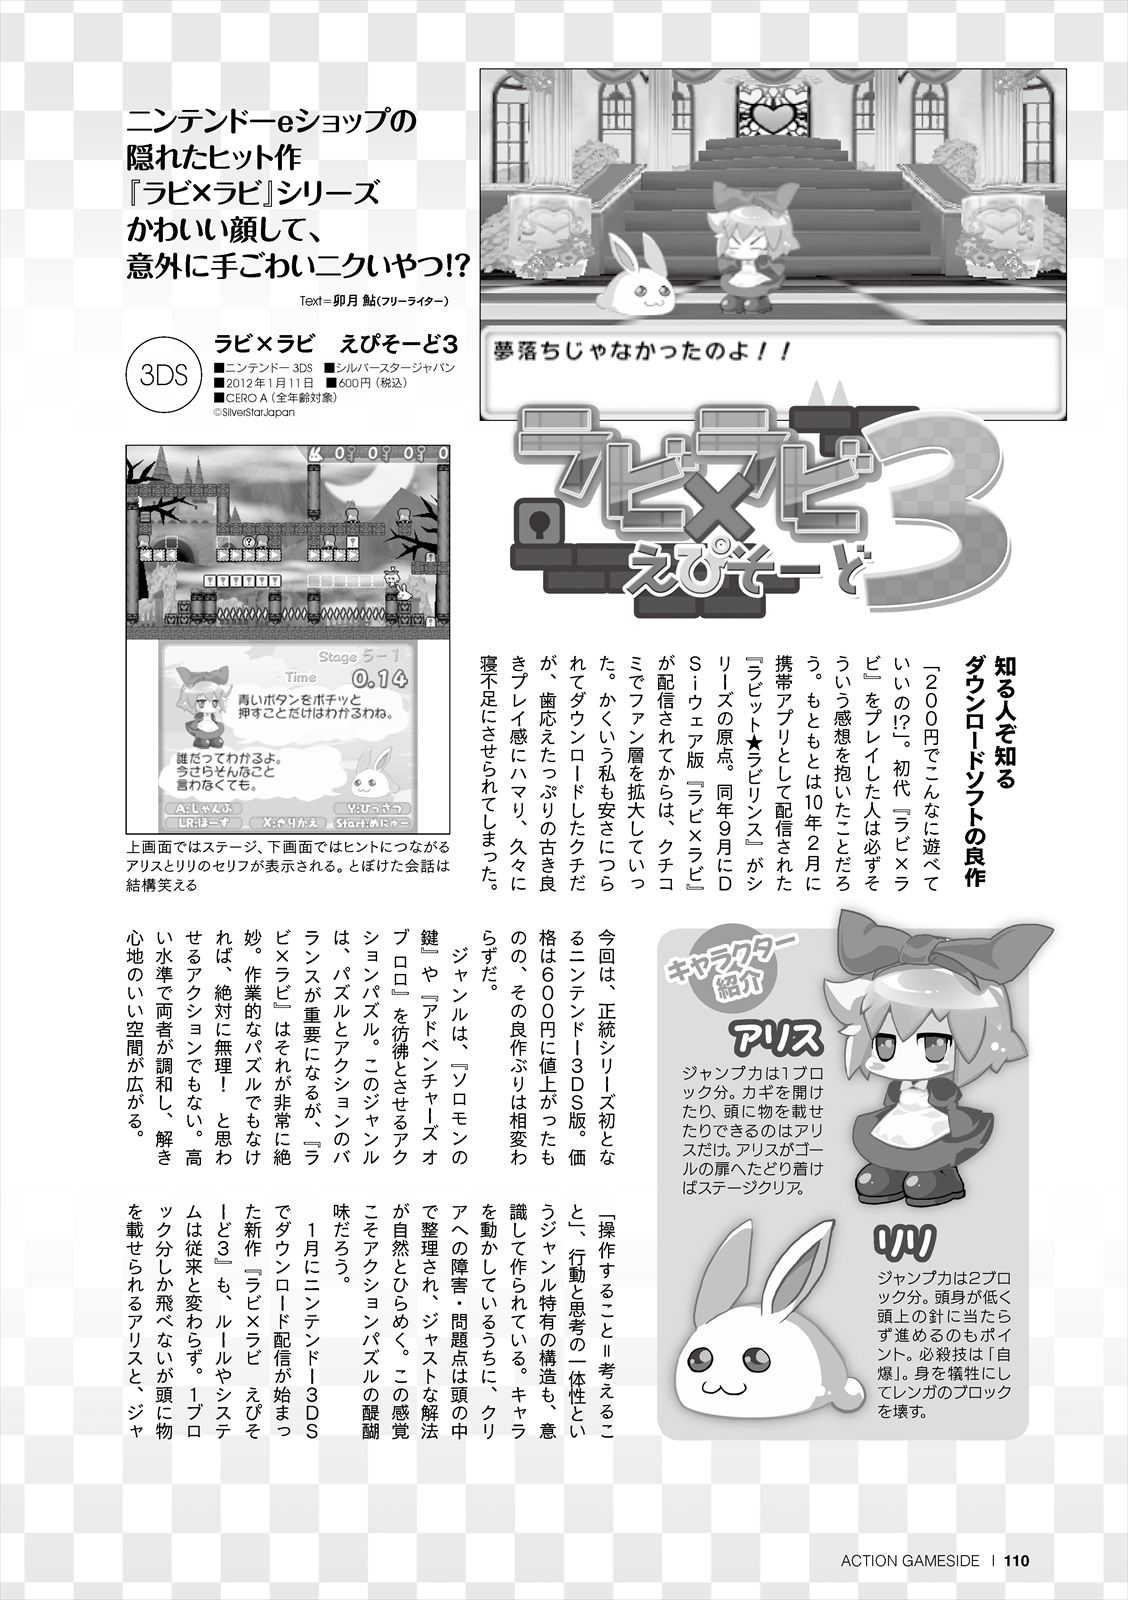 ニンテンドーeショップの
隠れたヒット作
『ラビ×ラビ』シリーズ
かわいい顔して、
意外に手ごわいニクいやつ!?
Text=卯月 鮎(フリーライター)
3DS
ラビ×ラビ　えぴそーど3
■ニンテンドー3DS　■シルバースタージャパン
■2012年1月11日　■600円（税込）
■CERO A（全年齢対象）
©SilverStarJapan
夢落ちじゃなかったのよ！！
ラビ×ラビ
えぴそーど3
Stage 5-1
Time 0.14
青いボタンをポチッと
押すことだけはわかるわね。
誰だってわかるよ。
今さらそんなこと
言わなくても。
A:じゃんぷ
Y:ひっさつ
LR:ほーず
X:きりかえ
Start:めにゅー
上画面ではステージ、下画面ではヒントにつながる
アリスとリリのセリフが表示される。とぼけた会話は
結構笑える
知る人ぞ知る
ダウンロードソフトの良作
「200円でこんなに遊べて
いいの!?」。初代『ラビ×ラ
ビ』をプレイした人は必ずそ
ういう感想を抱いたことだろ
う。もともとは10年2月に
携帯アプリとして配信された
『ラビット★ラビリンス』がシ
リーズの原点。同年9月にD
Siウェア版『ラビ×ラビ』
が配信されてからは、クチコ
ミでファン層を拡大していっ
た。かくいう私も安さにつら
れてダウンロードしたクチだ
が、歯応えたっぷりの古き良
きプレイ感にハマり、久々に
寝不足にさせられてしまった。
今回は、正統シリーズ初とな
るニンテンドー3DS版。価
格は600円に値上がったも
のの、その良作ぶりは相変わ
らずだ。
　ジャンルは、『ソロモンの
鍵』や『アドベンチャーズ オ
ブ ロロ』を彷彿とさせるアク
ションパズル。このジャンル
は、パズルとアクションのバ
ランスが重要になるが、『ラ
ビ×ラビ』はそれが非常に絶
妙。作業的なパズルでもなけ
れば、絶対に無理！　と思わ
せるアクションでもない。高
い水準で両者が調和し、解き
心地のいい空間が広がる。
「操作すること＝考えるこ
と」、行動と思考の一体性とい
うジャンル特有の構造も、意
識して作られている。キャラ
を動かしているうちに、クリ
アへの障害・問題点は頭の中
で整理され、ジャストな解法
が自然とひらめく。この感覚
こそアクションパズルの醍醐
味だろう。
　1月にニンテンドー3DS
でダウンロード配信が始まっ
た新作『ラビ×ラビ　えぴそ
ーど3』も、ルールやシステ
ムは従来と変わらず。1ブロ
ック分しか飛べないが頭に物
を載せられるアリスと、ジャ
キャラクター
紹介
アリス
ジャンプ力は1ブロ
ック分。カギを開け
たり、頭に物を載せ
たりできるのはアリ
スだけ。アリスがゴー
ルの扉へたどり着け
ばステージクリア。
リリ
ジャンプ力は2ブロ
ック分。頭身が低く
頭上の針に当たら
ず進めるのもポイ
ント。必殺技は「自
爆」。身を犠牲にし
てレンガのブロック
を壊す。
ACTION GAMESIDE | 110